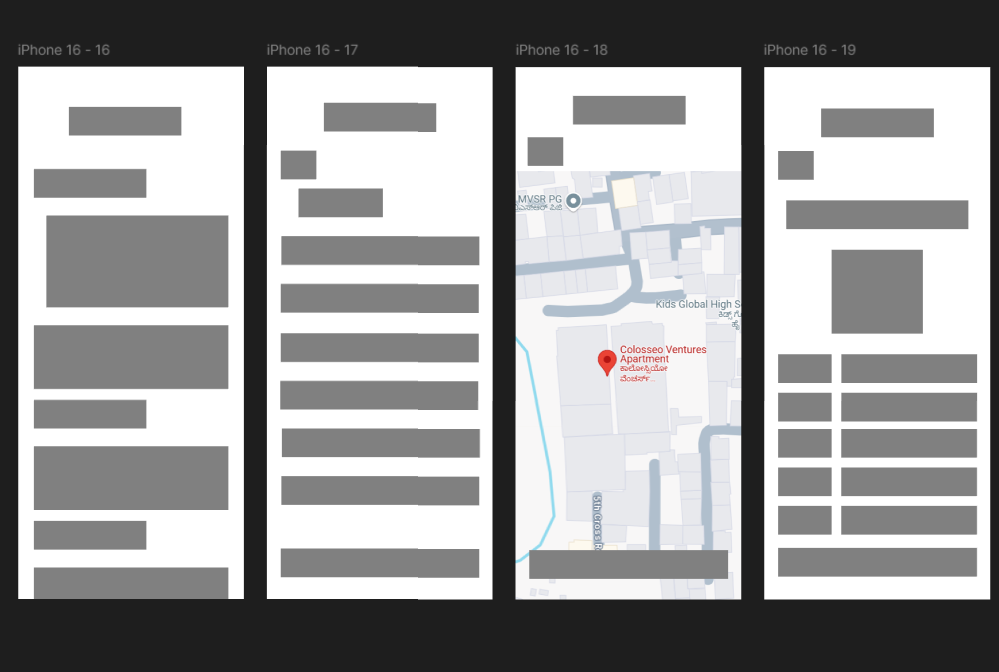 iPhone 16 - 16
iPhone 16 - 17
iPhone 16 - 18
iPhone 16 - 19
MVSR PG
Kids Global High S
Colosseo Ventures
Apartment
ಕಾಲೋಸ್ಸಿಯೋ
ವೆಂಚರ್ಸ್...
5th Cross R